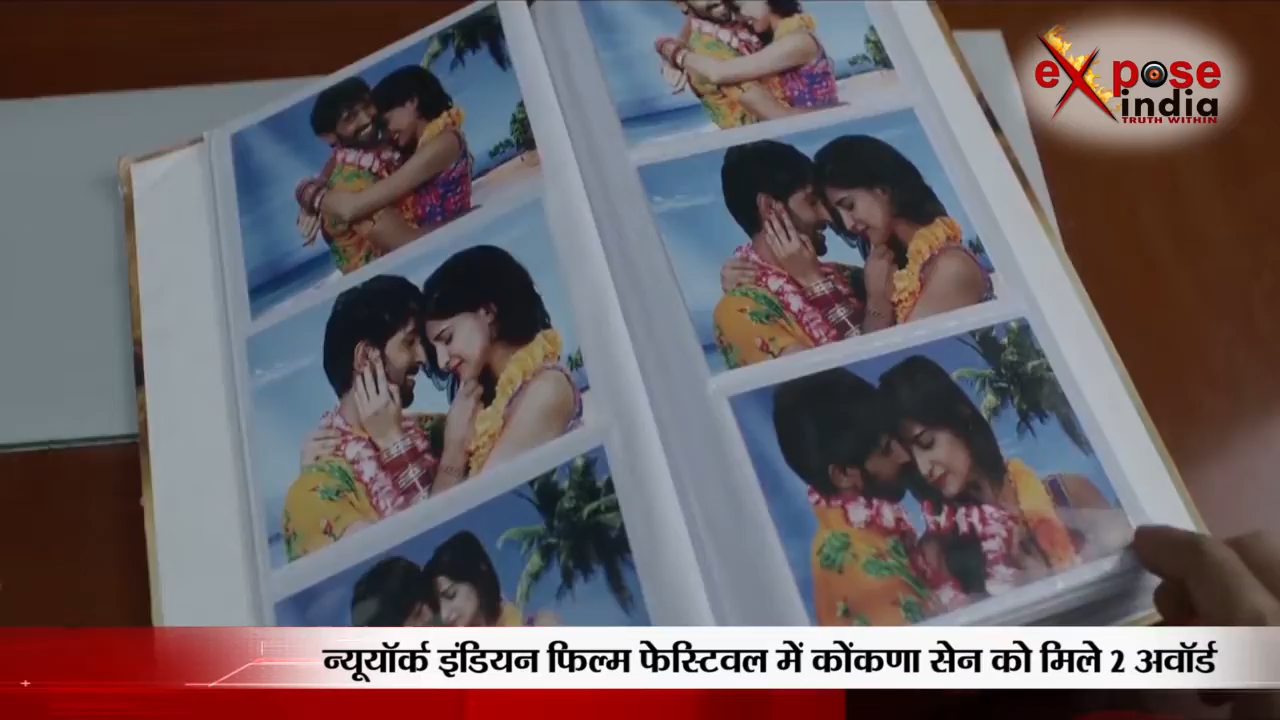 expose
india
TRUTH WITHIN
न्यूयॉर्क इंडियन फिल्म फेस्टिवल में कोंकणा सेन को मिले 2 अवॉर्ड